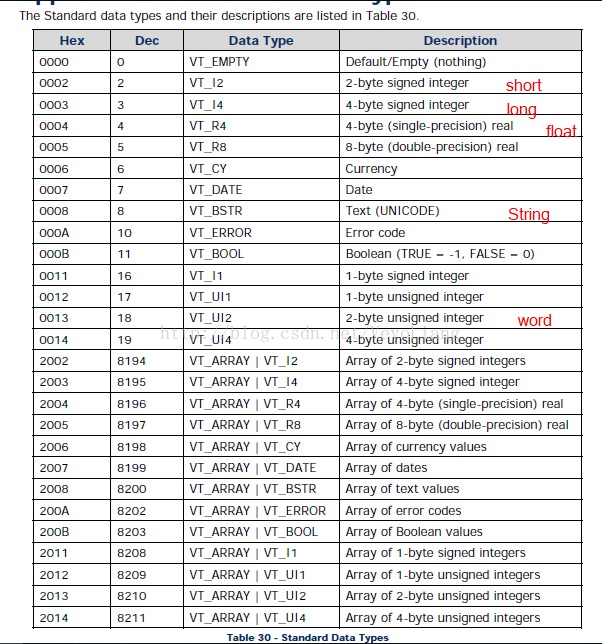 The Standard data types and their descriptions are listed in Table 30.
Hex Dec Data Type Description
0000 0 VT_EMPTY Default/Empty (nothing)
0002 2 VT_I2 2-byte signed integer short
0003 3 VT_I4 4-byte signed integer long
0004 4 VT_R4 4-byte (single-precision) real float
0005 5 VT_R8 8-byte (double-precision) real
0006 6 VT_CY Currency
0007 7 VT_DATE Date
0008 8 VT_BSTR Text (UNICODE) String
000A 10 VT_ERROR Error code
000B 11 VT_BOOL Boolean (TRUE = -1, FALSE = 0)
0011 16 VT_I1 1-byte signed integer
0012 17 VT_UI1 1-byte unsigned integer
0013 18 VT_UI2 2-byte unsigned integer word
0014 19 VT_UI4 4-byte unsigned integer
2002 8194 VT_ARRAY | VT_I2 Array of 2-byte signed integers
2003 8195 VT_ARRAY | VT_I4 Array of 4-byte signed integer
2004 8196 VT_ARRAY | VT_R4 Array of 4-byte (single-precision) real
2005 8197 VT_ARRAY | VT_R8 Array of 8-byte (double-precision) real
2006 8198 VT_ARRAY | VT_CY Array of currency values
2007 8199 VT_ARRAY | VT_DATE Array of dates
2008 8200 VT_ARRAY | VT_BSTR Array of text values
200A 8202 VT_ARRAY | VT_ERROR Array of error codes
200B 8203 VT_ARRAY | VT_BOOL Array of Boolean values
2011 8208 VT_ARRAY | VT_I1 Array of 1-byte signed integers
2012 8209 VT_ARRAY | VT_UI1 Array of 1-byte unsigned integers
2013 8210 VT_ARRAY | VT_UI2 Array of 2-byte unsigned integers
2014 8211 VT_ARRAY | VT_UI4 Array of 4-byte unsigned integers
Table 30 - Standard Data Types